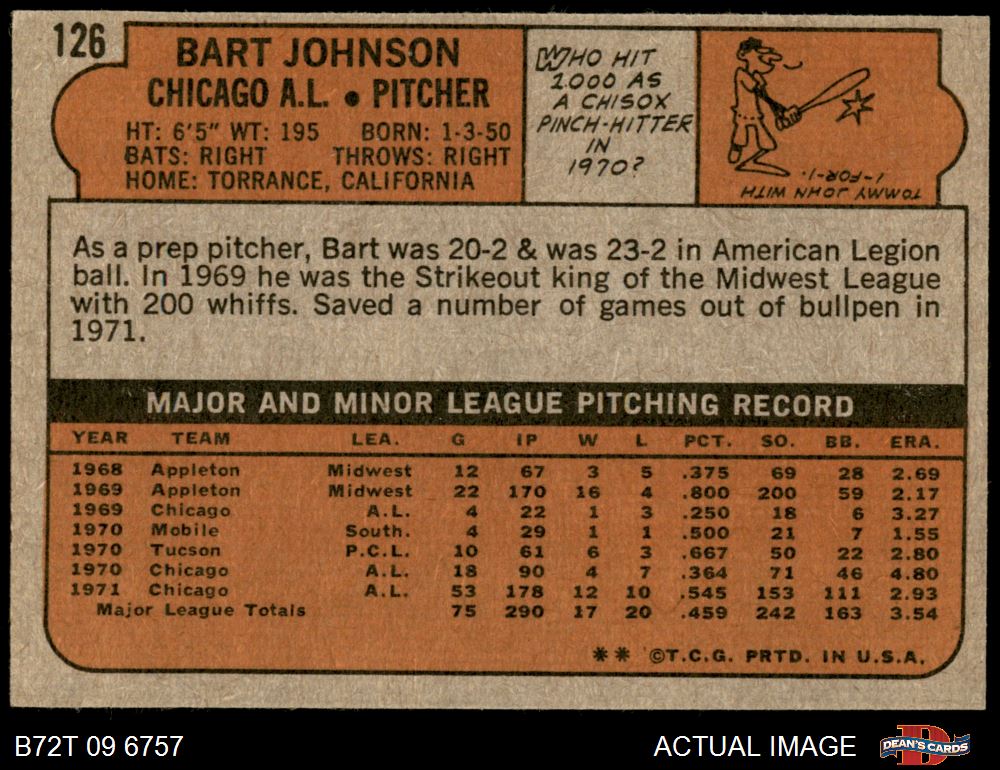 126
BART JOHNSON
CHICAGO A.L. • PITCHER
HT: 6'5" WT: 195 BORN: 1-3-50
BATS: RIGHT THROWS: RIGHT
HOME: TORRANCE, CALIFORNIA
WHO HIT
1.000 AS
A CHISOX
PINCH-HITTER
IN
1970?
TOMMY JOHN WITH
1-FOR-1.
As a prep pitcher, Bart was 20-2 & was 23-2 in American Legion
ball. In 1969 he was the Strikeout king of the Midwest League
with 200 whiffs. Saved a number of games out of bullpen in
1971.
MAJOR AND MINOR LEAGUE PITCHING RECORD
YEAR TEAM LEA. G IP W L PCT. SO. BB. ERA.
1968 Appleton Midwest 12 67 3 5 .375 69 28 2.69
1969 Appleton Midwest 22 170 16 4 .800 200 59 2.17
1969 Chicago A.L. 4 22 1 3 .250 18 6 3.27
1970 Mobile South. 4 29 1 1 .500 21 7 1.55
1970 Tucson P.C.L. 10 61 6 3 .667 50 22 2.80
1970 Chicago A.L. 18 90 4 7 .364 71 46 4.80
1971 Chicago A.L. 53 178 12 10 .545 153 111 2.93
Major League Totals 75 290 17 20 .459 242 163 3.54
** ©T.C.G. PRTD. IN U.S.A.
B72T 09 6757 ACTUAL IMAGE
D
DEAN'S CARDS